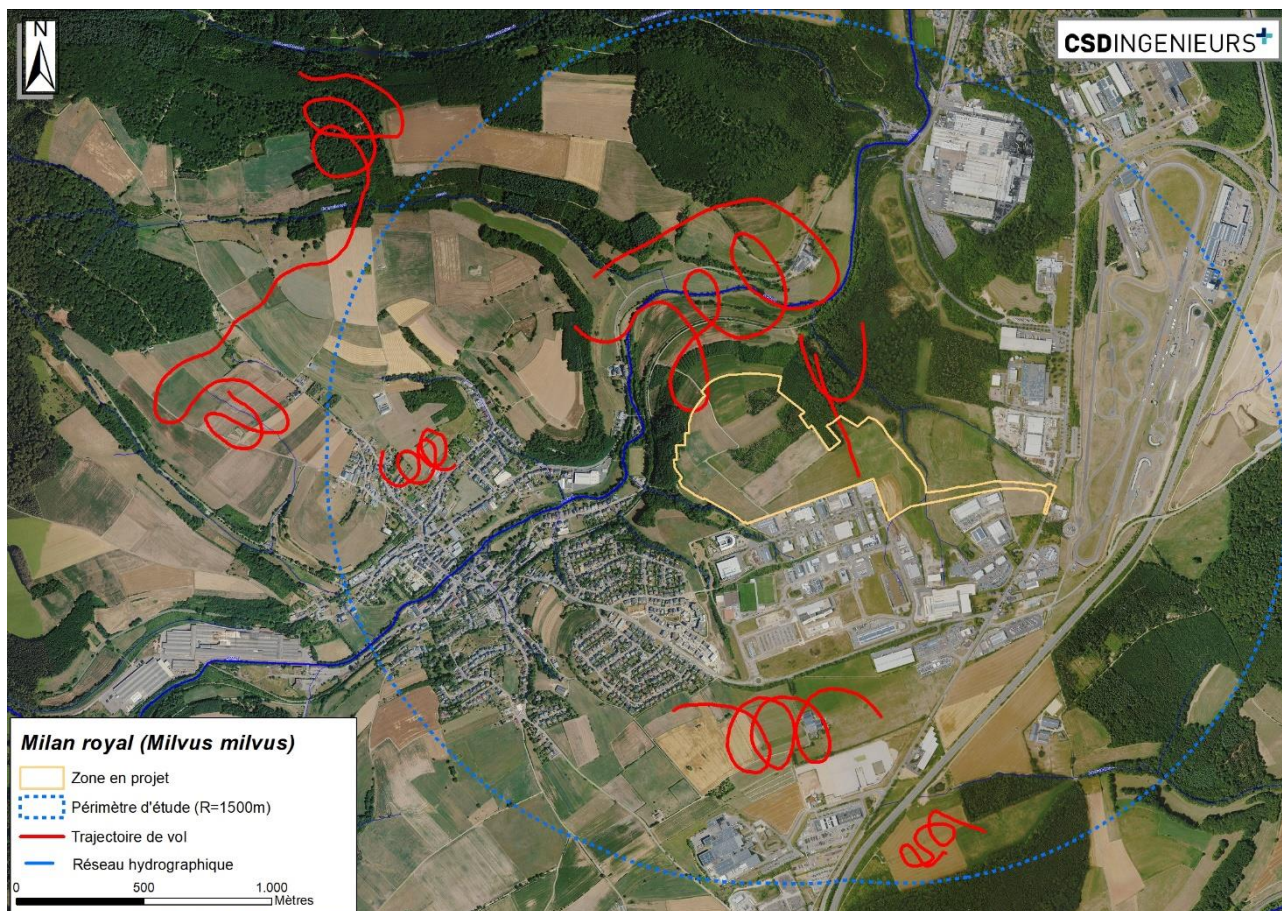 N
CSDINGENIEURS+
Milan royal (Milvus milvus)
Zone en projet
Périmètre d'étude (R=1500m)
Trajectoire de vol
Réseau hydrographique
0 500 1.000
Mètres